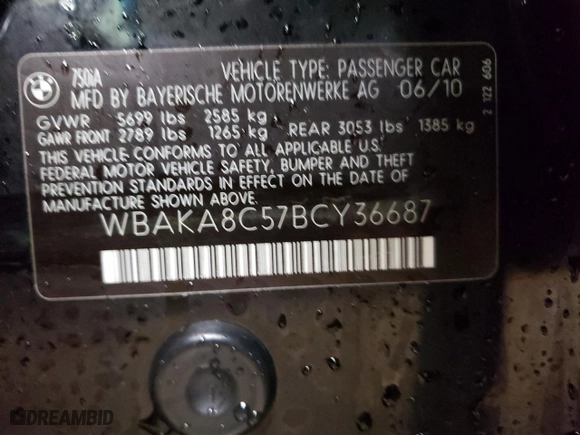 BMW
750iA VEHICLE TYPE: PASSENGER CAR
MFD BY BAYERISCHE MOTORENWERKE AG 06/10
GVWR 5699 lbs 2585 kg
GAWR FRONT 2789 lbs 1265 kg REAR 3053 lbs 1385 kg
THIS VEHICLE CONFORMS TO ALL APPLICABLE U.S.
FEDERAL MOTOR VEHICLE SAFETY, BUMPER AND THEFT
PREVENTION STANDARDS IN EFFECT ON THE DATE
OF MANUFACTURE SHOWN ABOVE.
WBAKA8C57BCY36687
2 122 606
DREAMBID